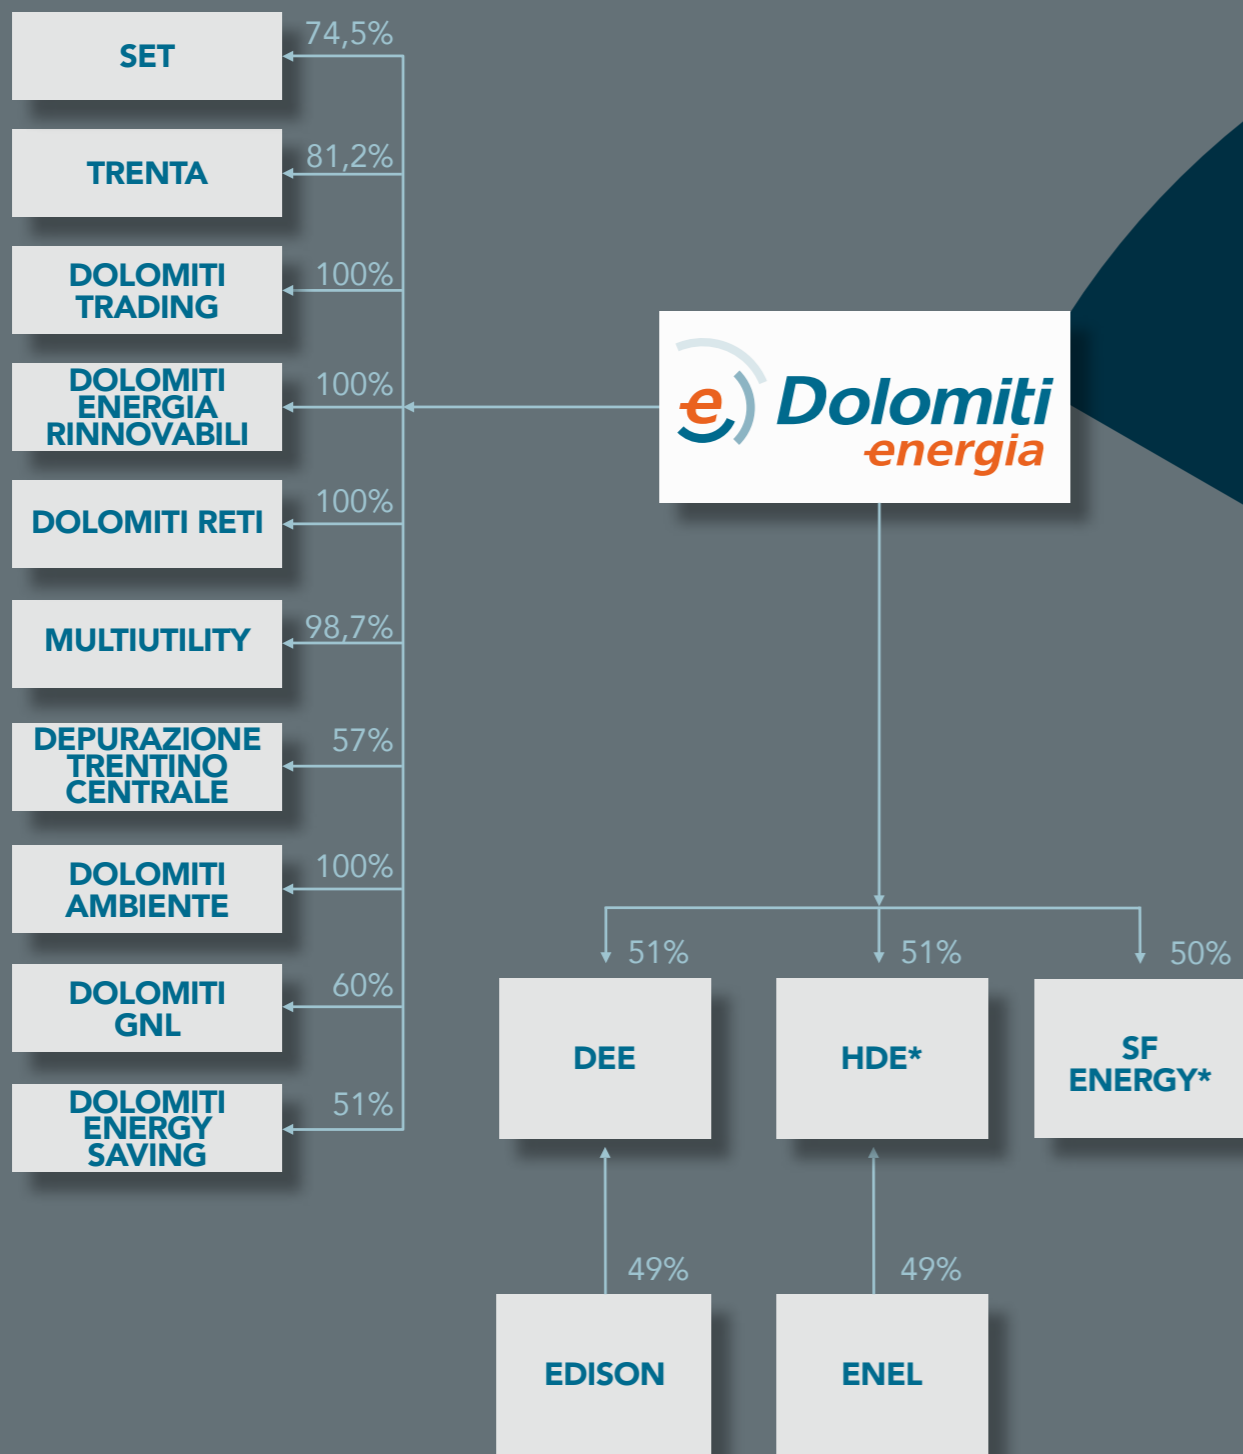 SET
74,5%
TRENTA
81,2%
DOLOMITI
TRADING
100%
DOLOMITI
ENERGIA
RINNOVABILI
100%
DOLOMITI RETI
100%
MULTIUTILITY
98,7%
DEPURAZIONE
TRENTINO
CENTRALE
57%
DOLOMITI
AMBIENTE
100%
DOLOMITI
GNL
60%
DOLOMITI
ENERGY
SAVING
51%
e Dolomiti
energia
51%
DEE
51%
HDE*
50%
SF
ENERGY*
49%
EDISON
49%
ENEL